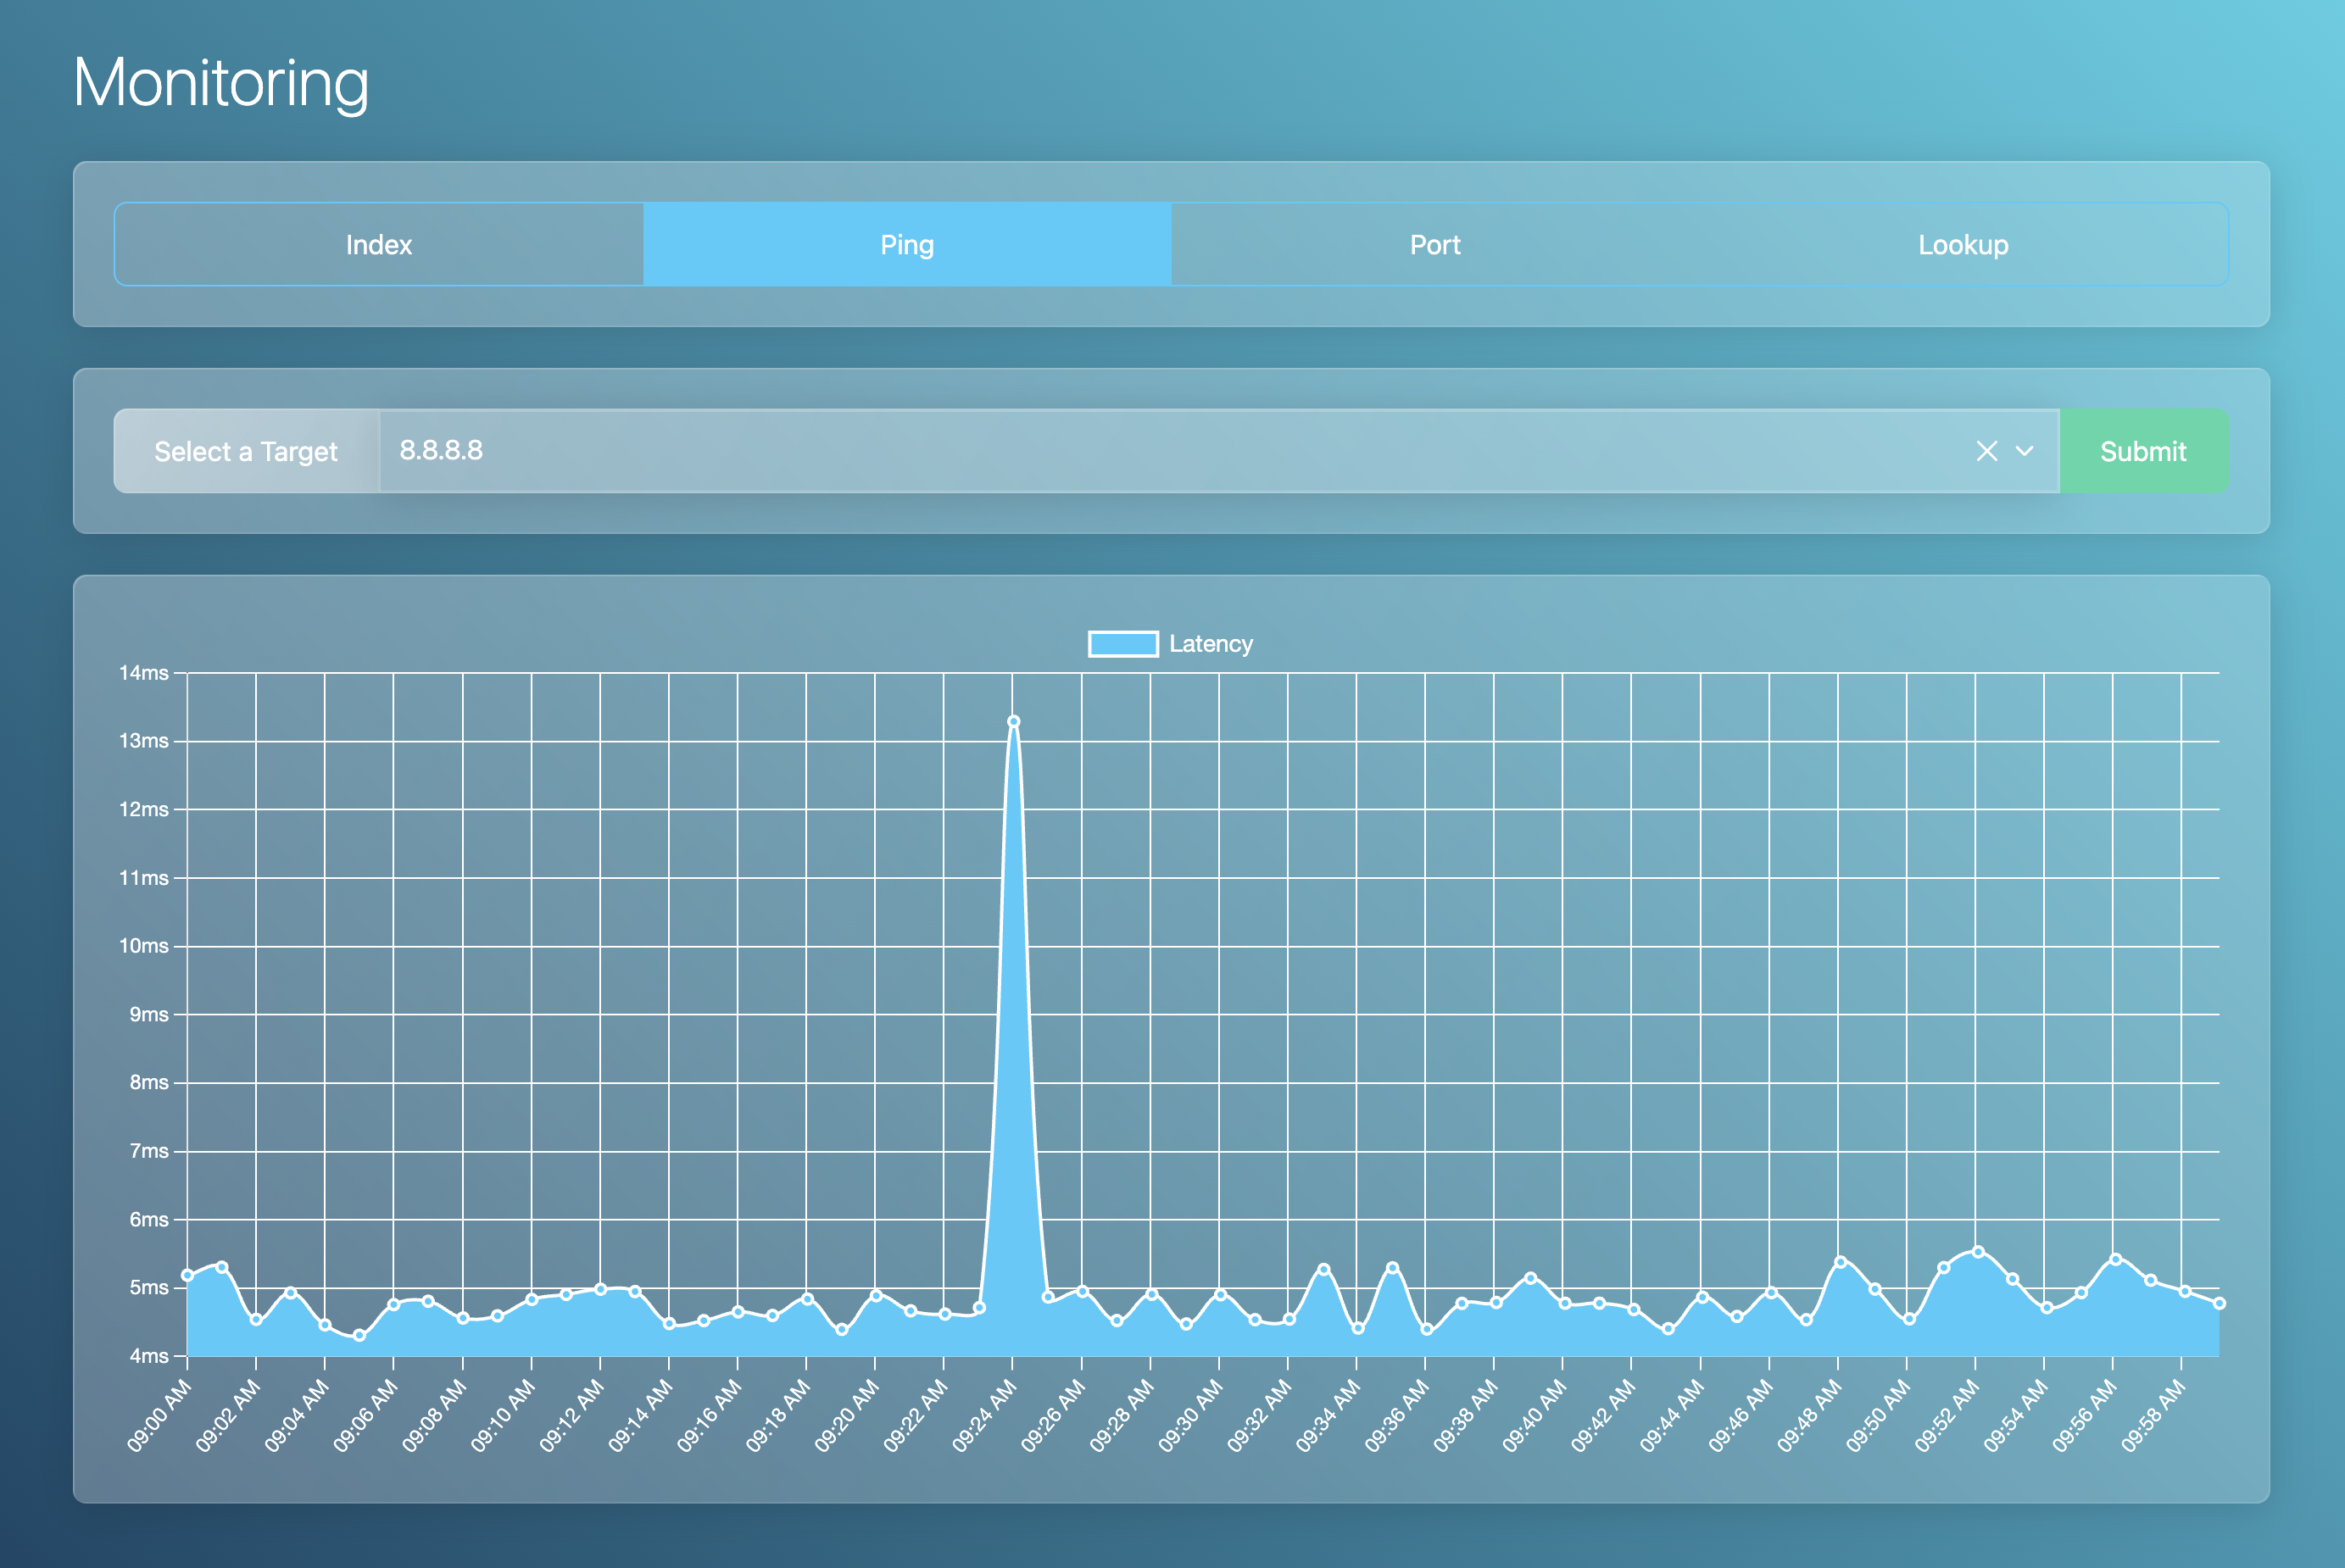 Monitoring
Index Ping Port Lookup
Select a Target 8.8.8.8 Submit
Latency
14ms
13ms
12ms
11ms
10ms
9ms
8ms
7ms
6ms
5ms
4ms
09:00 AM 09:02 AM 09:04 AM 09:06 AM 09:08 AM 09:10 AM 09:12 AM 09:14 AM 09:16 AM 09:18 AM 09:20 AM 09:22 AM 09:24 AM 09:26 AM 09:28 AM 09:30 AM 09:32 AM 09:34 AM 09:36 AM 09:38 AM 09:40 AM 09:42 AM 09:44 AM 09:46 AM 09:48 AM 09:50 AM 09:52 AM 09:54 AM 09:56 AM 09:58 AM